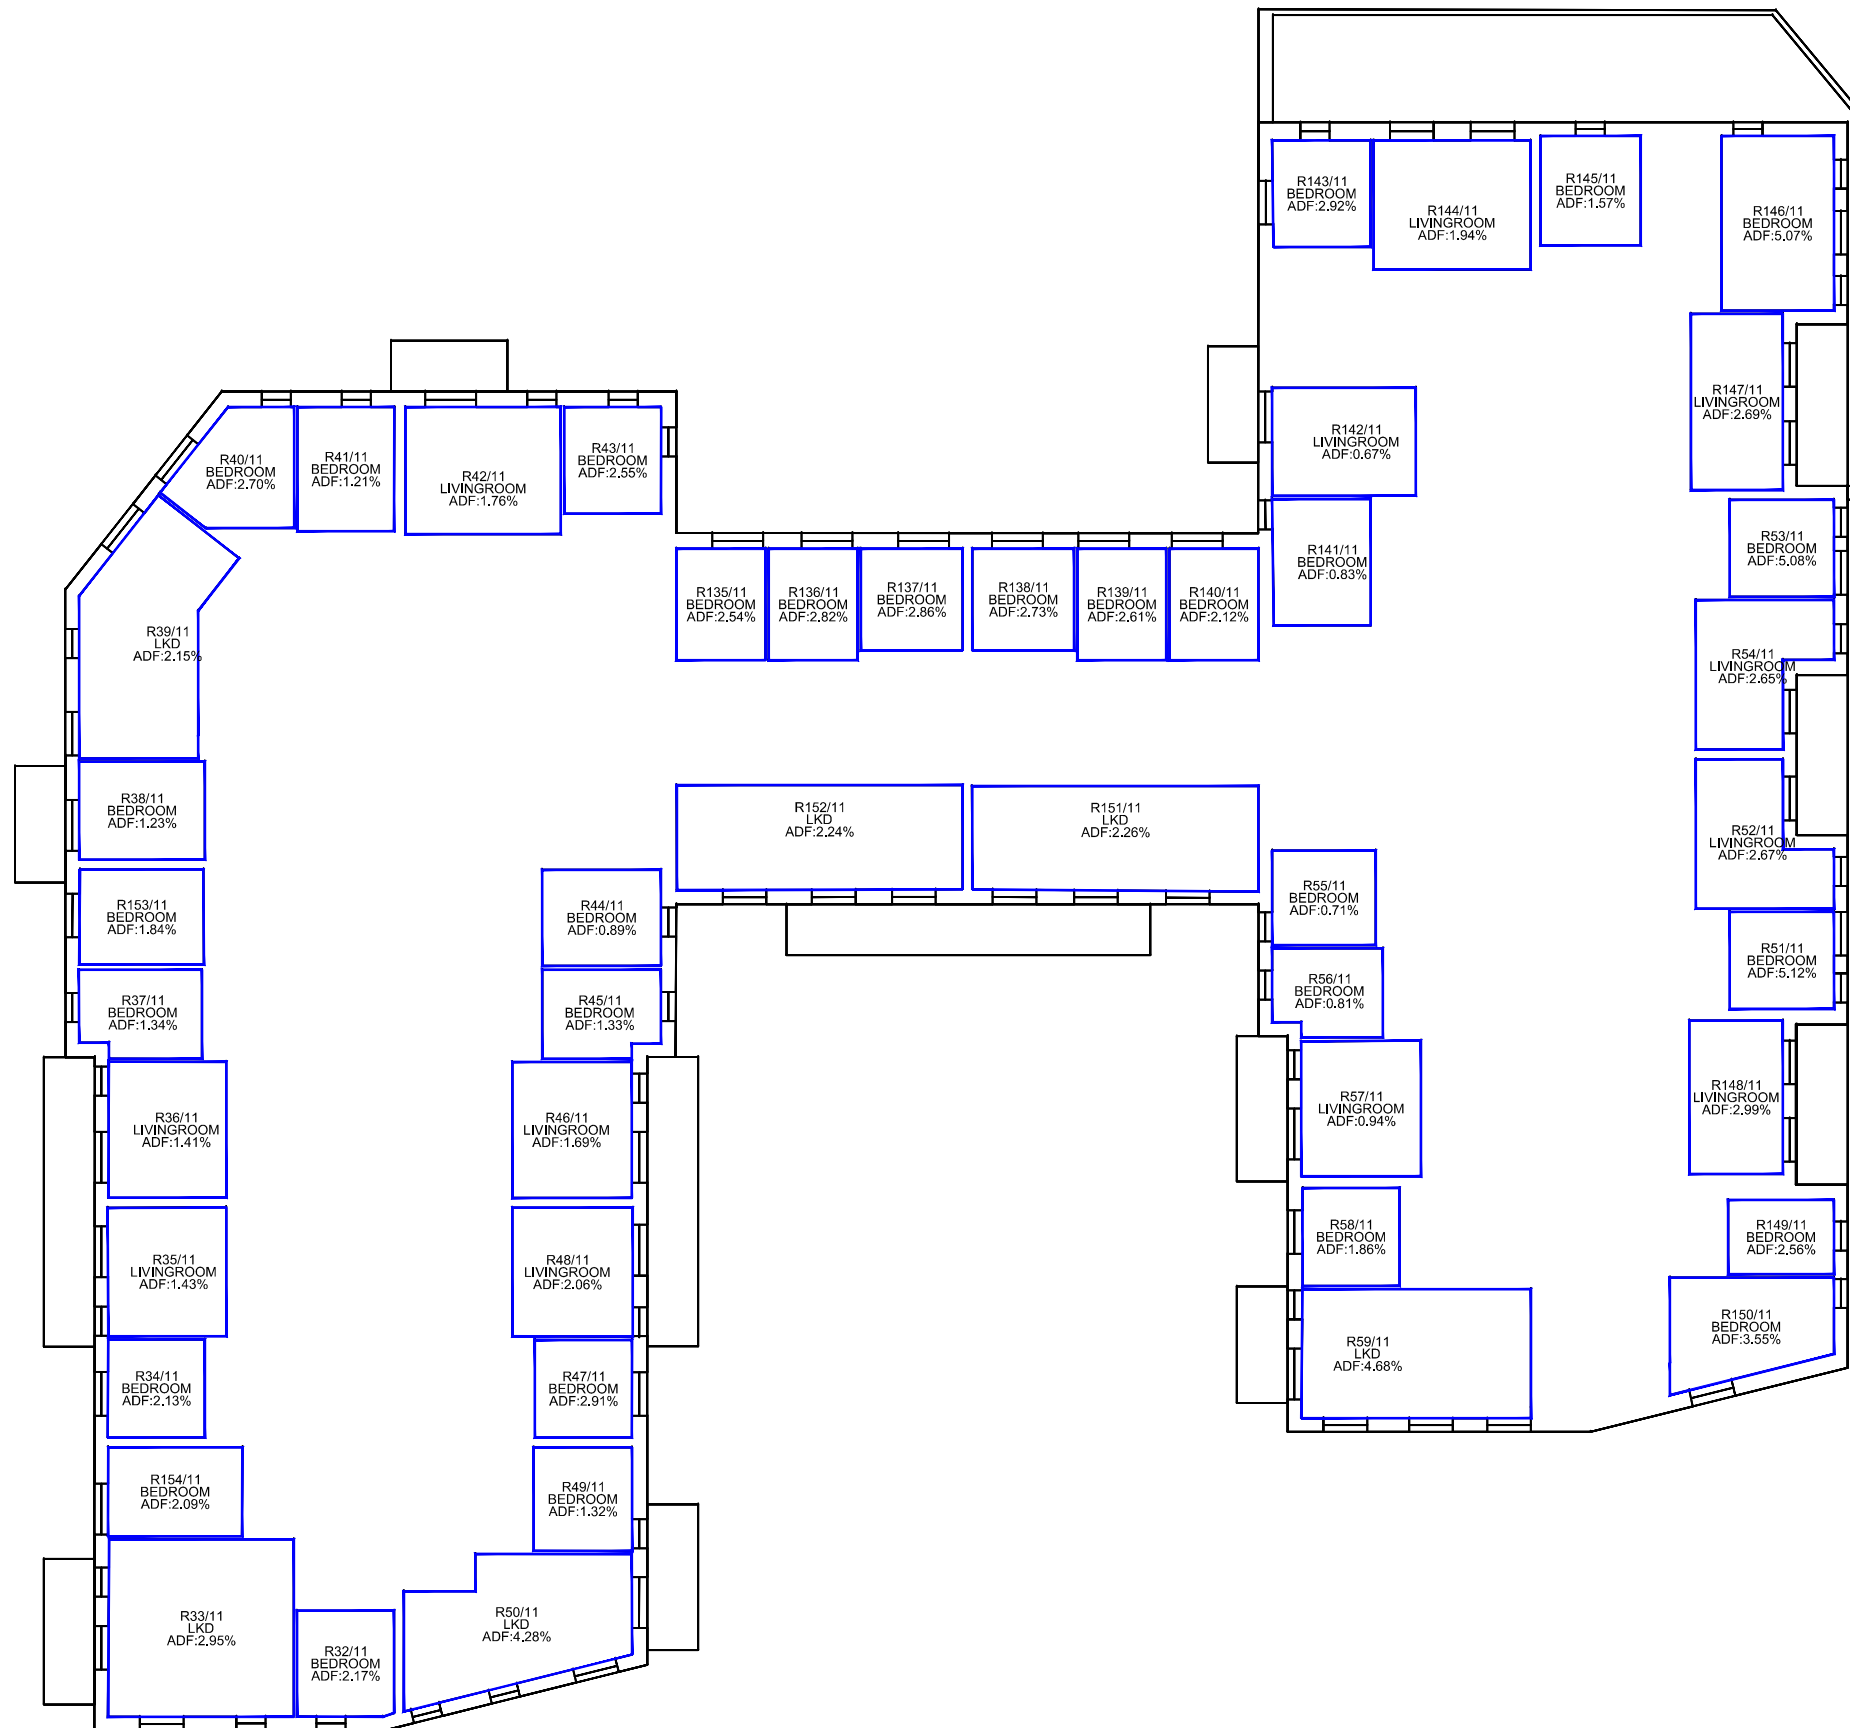 R143/11
BEDROOM
ADF:2.92%
R144/11
LIVINGROOM
ADF:1.94%
R145/11
BEDROOM
ADF:1.57%
R146/11
BEDROOM
ADF:5.07%
R147/11
LIVINGROOM
ADF:2.69%
R40/11
BEDROOM
ADF:2.70%
R41/11
BEDROOM
ADF:1.21%
R42/11
LIVINGROOM
ADF:1.76%
R43/11
BEDROOM
ADF:2.55%
R142/11
LIVINGROOM
ADF:0.67%
R141/11
BEDROOM
ADF:0.83%
R53/11
BEDROOM
ADF:5.08%
R135/11
BEDROOM
ADF:2.54%
R136/11
BEDROOM
ADF:2.82%
R137/11
BEDROOM
ADF:2.86%
R138/11
BEDROOM
ADF:2.73%
R139/11
BEDROOM
ADF:2.61%
R140/11
BEDROOM
ADF:2.12%
R39/11
LKD
ADF:2.15%
R54/11
LIVINGROOM
ADF:2.65%
R38/11
BEDROOM
ADF:1.23%
R152/11
LKD
ADF:2.24%
R151/11
LKD
ADF:2.26%
R52/11
LIVINGROOM
ADF:2.67%
R153/11
BEDROOM
ADF:1.84%
R44/11
BEDROOM
ADF:0.89%
R55/11
BEDROOM
ADF:0.71%
R51/11
BEDROOM
ADF:5.12%
R37/11
BEDROOM
ADF:1.34%
R45/11
BEDROOM
ADF:1.33%
R56/11
BEDROOM
ADF:0.81%
R36/11
LIVINGROOM
ADF:1.41%
R46/11
LIVINGROOM
ADF:1.69%
R57/11
LIVINGROOM
ADF:0.94%
R148/11
LIVINGROOM
ADF:2.99%
R35/11
LIVINGROOM
ADF:1.43%
R48/11
LIVINGROOM
ADF:2.06%
R58/11
BEDROOM
ADF:1.86%
R149/11
BEDROOM
ADF:2.56%
R34/11
BEDROOM
ADF:2.13%
R47/11
BEDROOM
ADF:2.91%
R59/11
LKD
ADF:4.68%
R150/11
BEDROOM
ADF:3.55%
R154/11
BEDROOM
ADF:2.09%
R49/11
BEDROOM
ADF:1.32%
R33/11
LKD
ADF:2.95%
R32/11
BEDROOM
ADF:2.17%
R50/11
LKD
ADF:4.28%